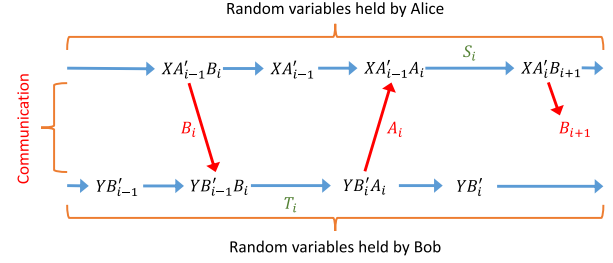 Random variables held by Alice
S_i
XA'_{i-1}B_i XA'_{i-1} XA'_{i-1}A_i XA'_iB_{i+1}
Communication
B_i A_i B_{i+1}
YB'_{i-1} YB'_{i-1}B_i YB'_iA_i YB'_i
T_i
Random variables held by Bob